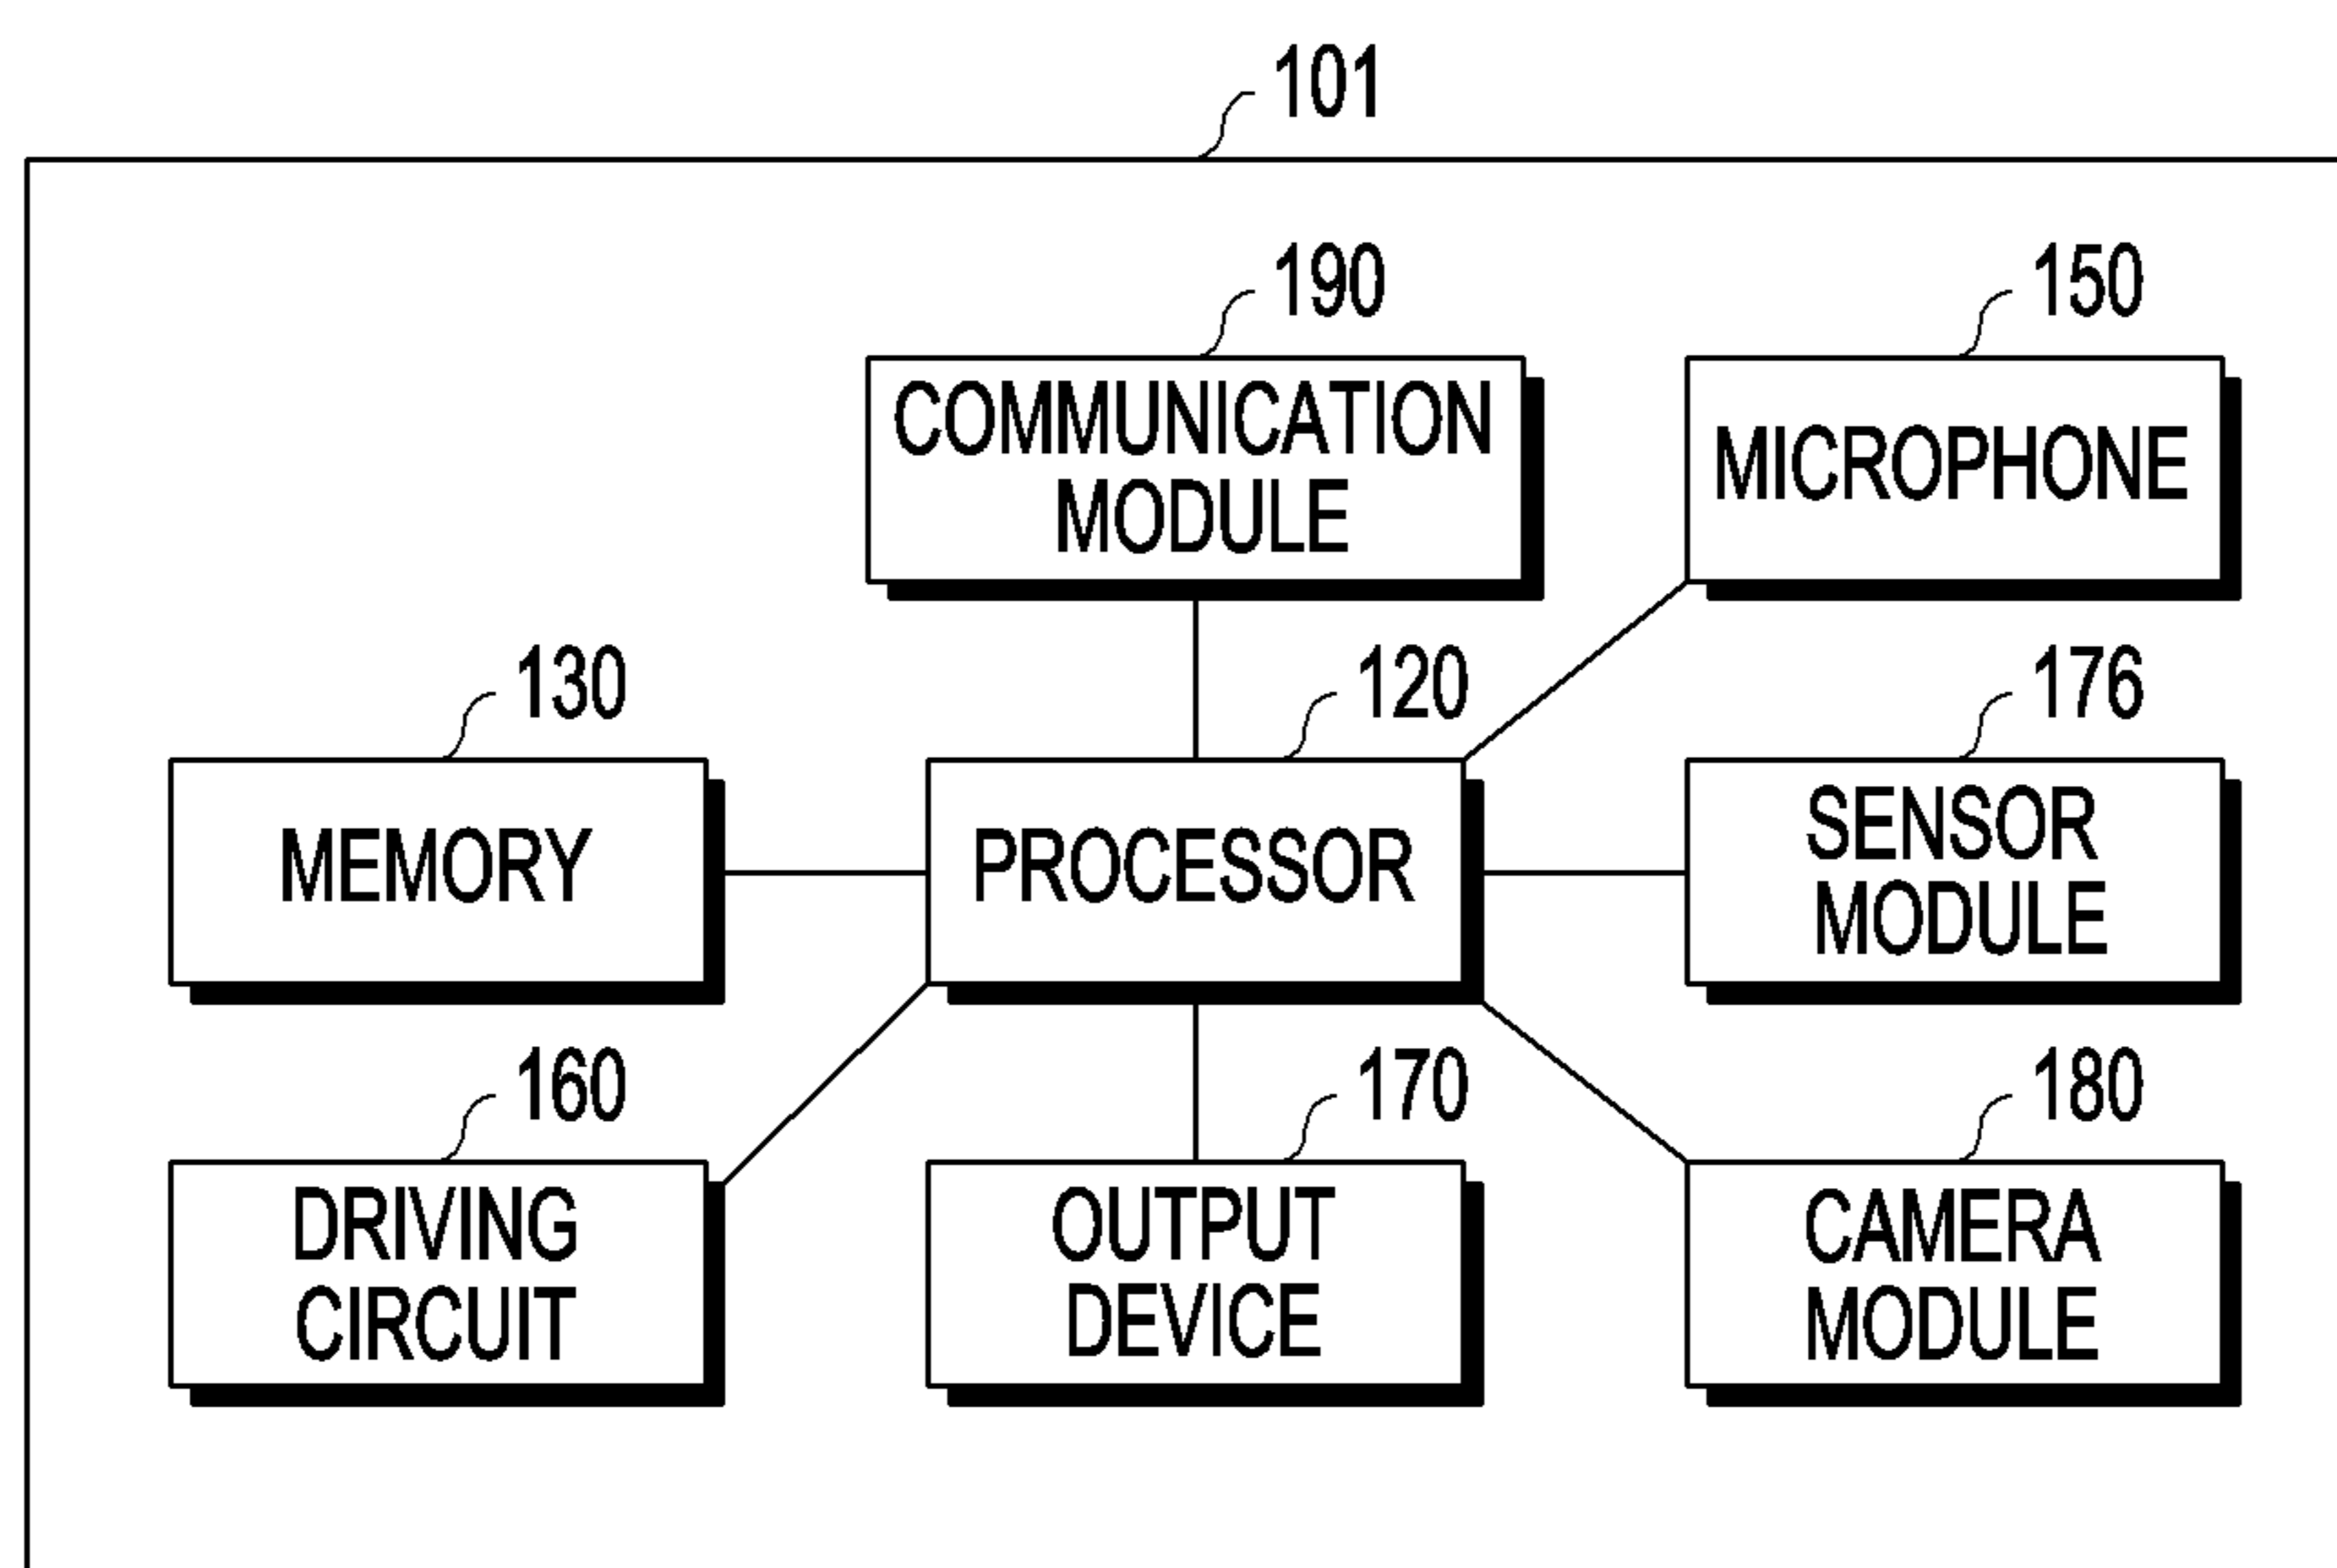 101
190
150
COMMUNICATION
MODULE
MICROPHONE
130
120
176
MEMORY
PROCESSOR
SENSOR
MODULE
160
170
180
DRIVING
CIRCUIT
OUTPUT
DEVICE
CAMERA
MODULE